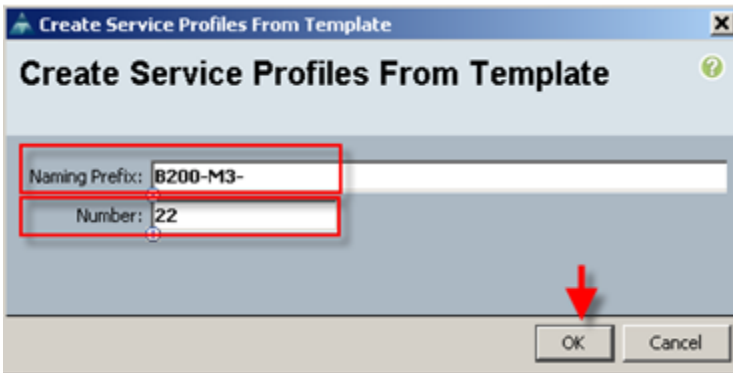 Create Service Profiles From Template
Create Service Profiles From Template
?
Naming Prefix: B200-M3-
Number: 22
OK Cancel